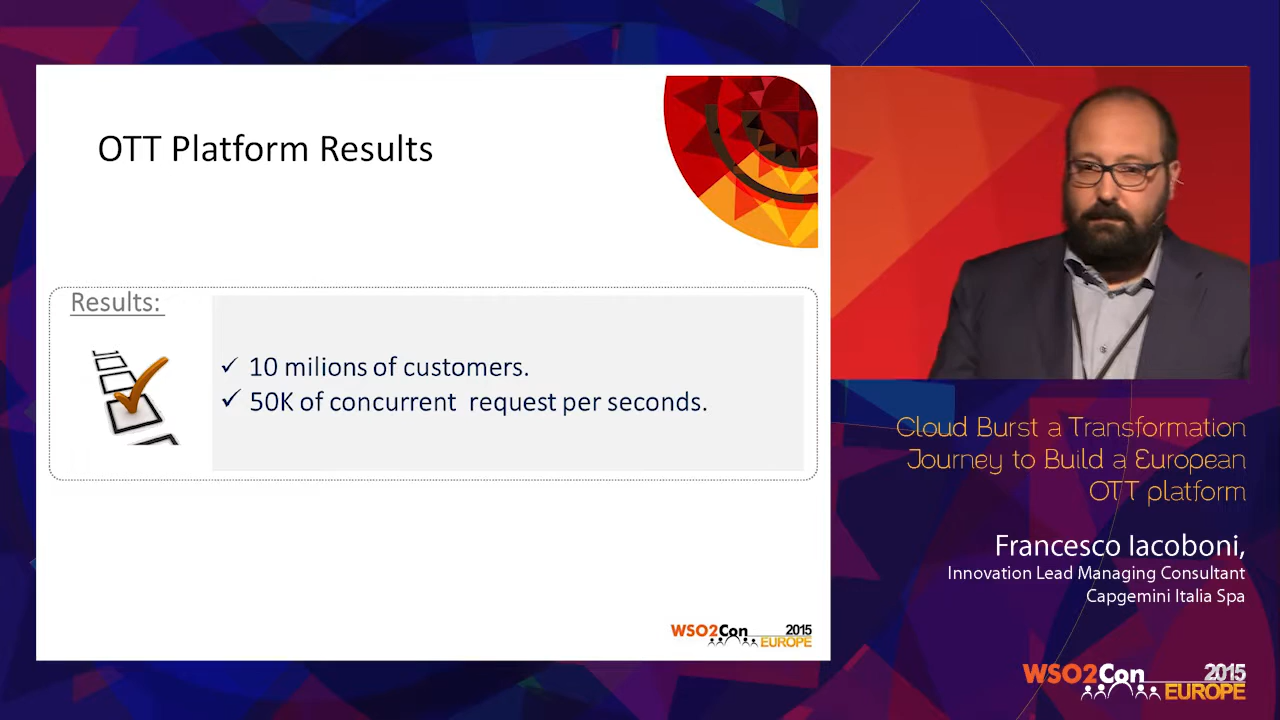 OTT Platform Results
Results:
10 milions of customers.
50K of concurrent request per seconds.
WSO2Con 2015
EUROPE
Cloud Burst a Transformation
Journey to Build a European
OTT platform
Francesco Iacoboni,
Innovation Lead Managing Consultant
Capgemini Italia Spa
WSO2Con 2015
EUROPE